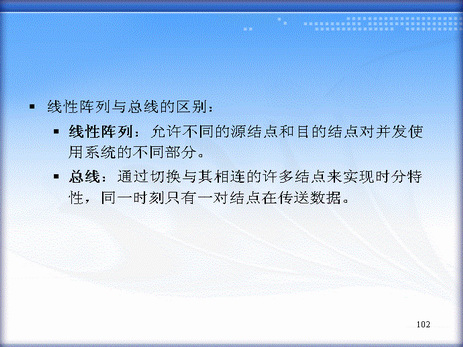 线性阵列与总线的区别：
线性阵列：允许不同的源结点和目的结点对并发使
用系统的不同部分。
总线：通过切换与其相连的许多结点来实现时分特
性，同一时刻只有一对结点在传送数据。
102